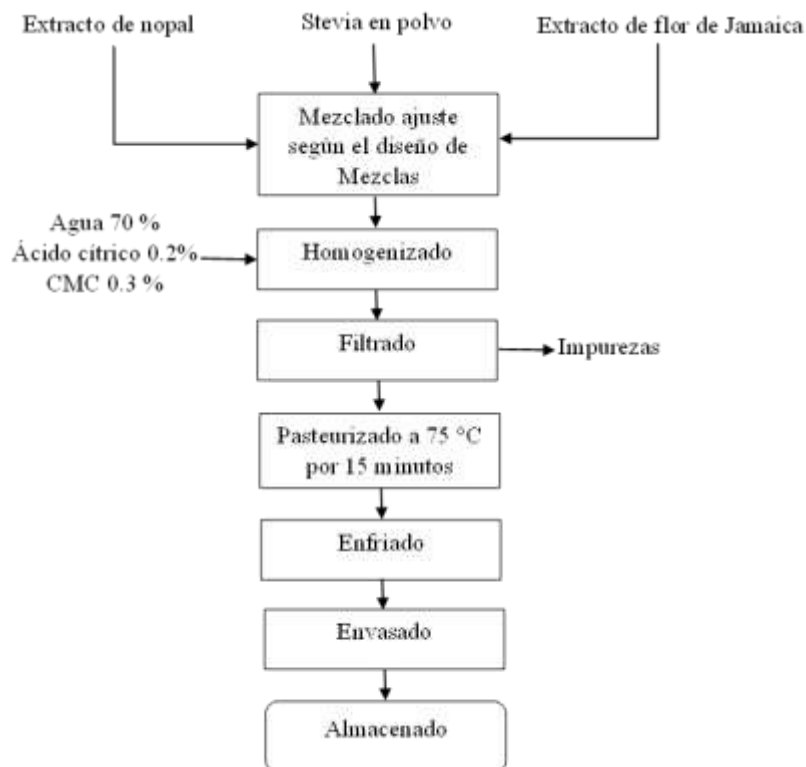 Extracto de nopal
Stevia en polvo
Extracto de flor de Jamaica
Mezclado ajuste
según el diseño de
Mezclas
Agua 70 %
Ácido cítrico 0.2%
CMC 0.3 %
Homogenizado
Filtrado
Impurezas
Pasteurizado a 75 °C
por 15 minutos
Enfriado
Envasado
Almacenado